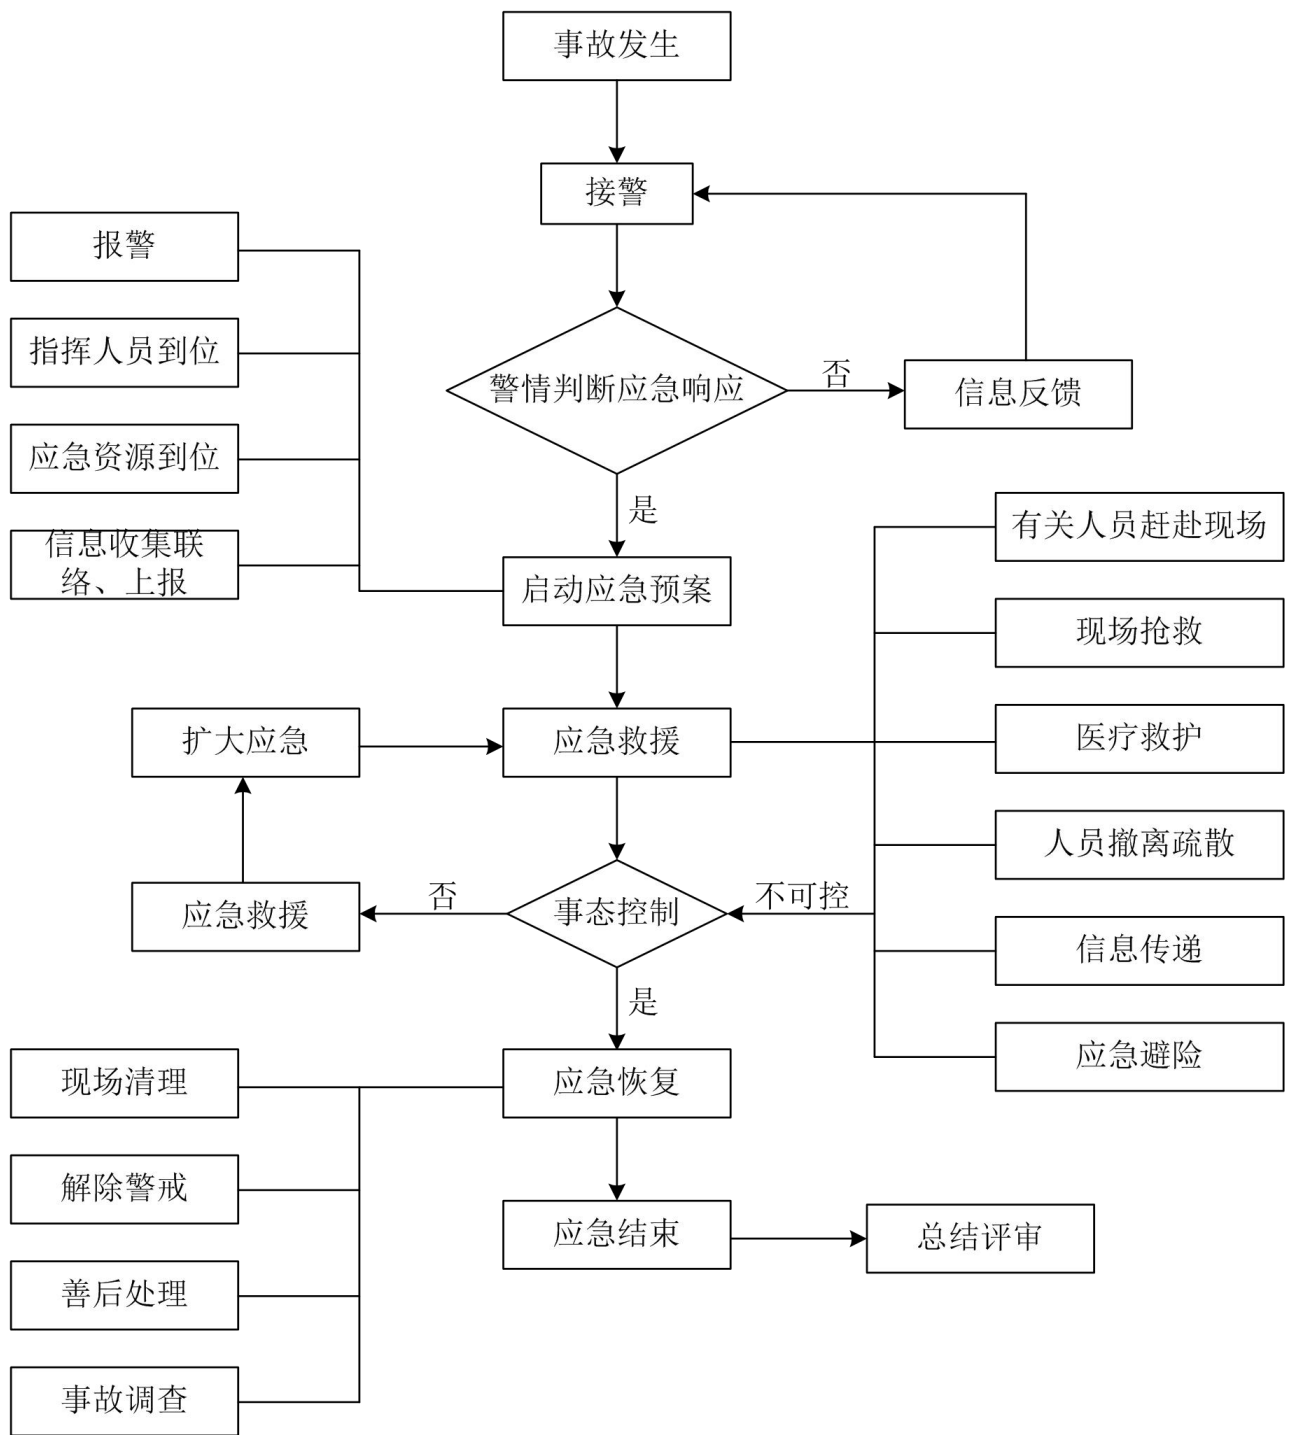 事故发生
接警
报警
指挥人员到位
警情判断应急响应
否
信息反馈
应急资源到位
是
有关人员赶赴现场
信息收集联
络、上报
启动应急预案
现场抢救
扩大应急
应急救援
医疗救护
人员撤离疏散
应急救援
否
事态控制
不可控
信息传递
是
现场清理
应急恢复
应急避险
解除警戒
应急结束
总结评审
善后处理
事故调查